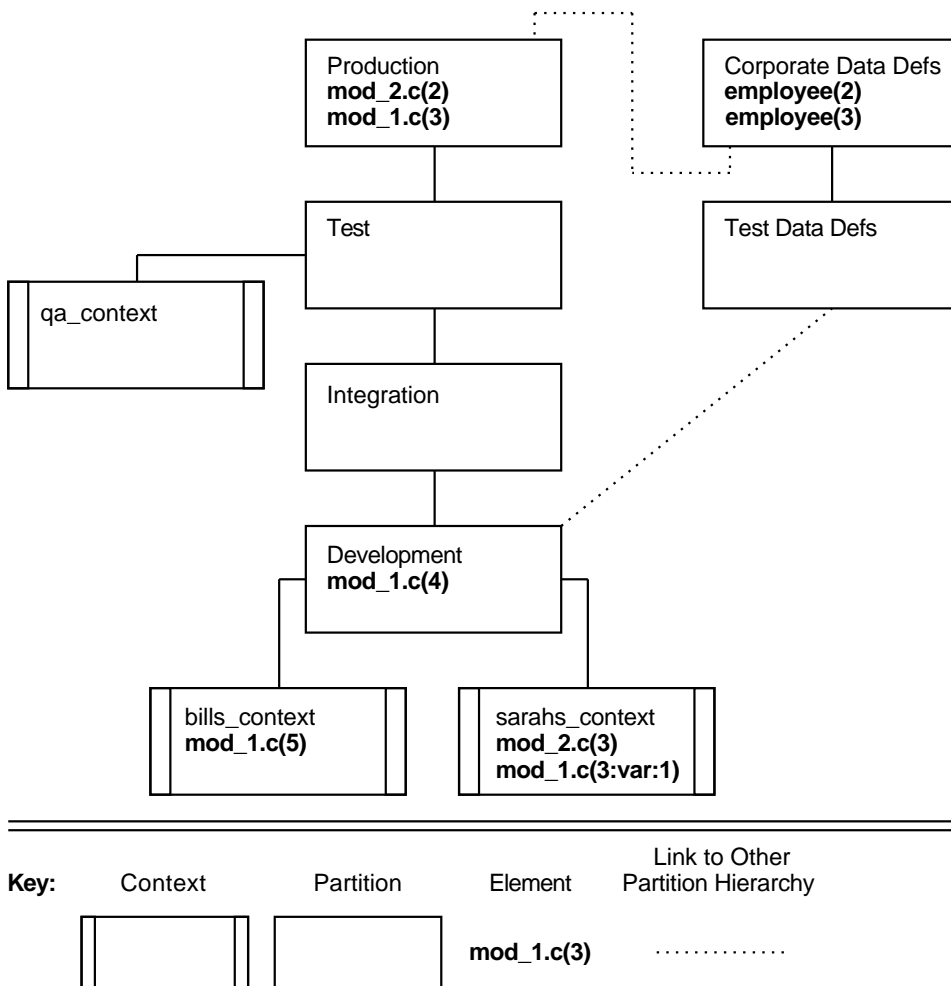 Production
mod_2.c(2)
mod_1.c(3)
Corporate Data Defs
employee(2)
employee(3)
Test
Test Data Defs
qa_context
Integration
Development
mod_1.c(4)
bills_context
mod_1.c(5)
sarahs_context
mod_2.c(3)
mod_1.c(3:var:1)
Key:
Context
Partition
Element
Link to Other
Partition Hierarchy
mod_1.c(3)